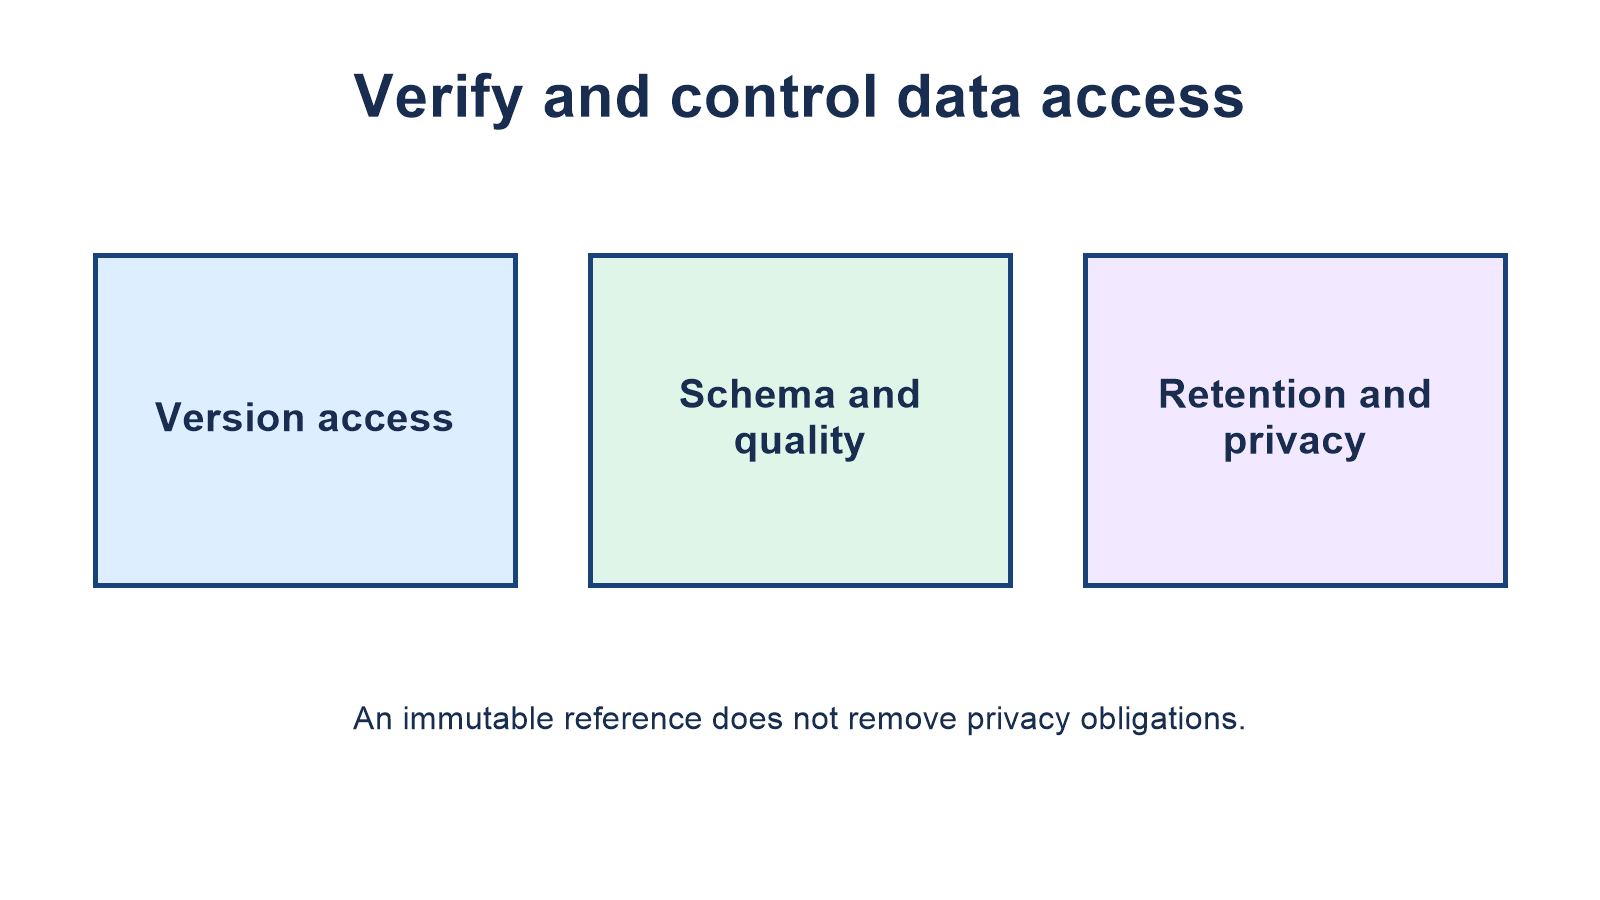 Verify and control data access
Version access
Schema and
quality
Retention and
privacy
An immutable reference does not remove privacy obligations.